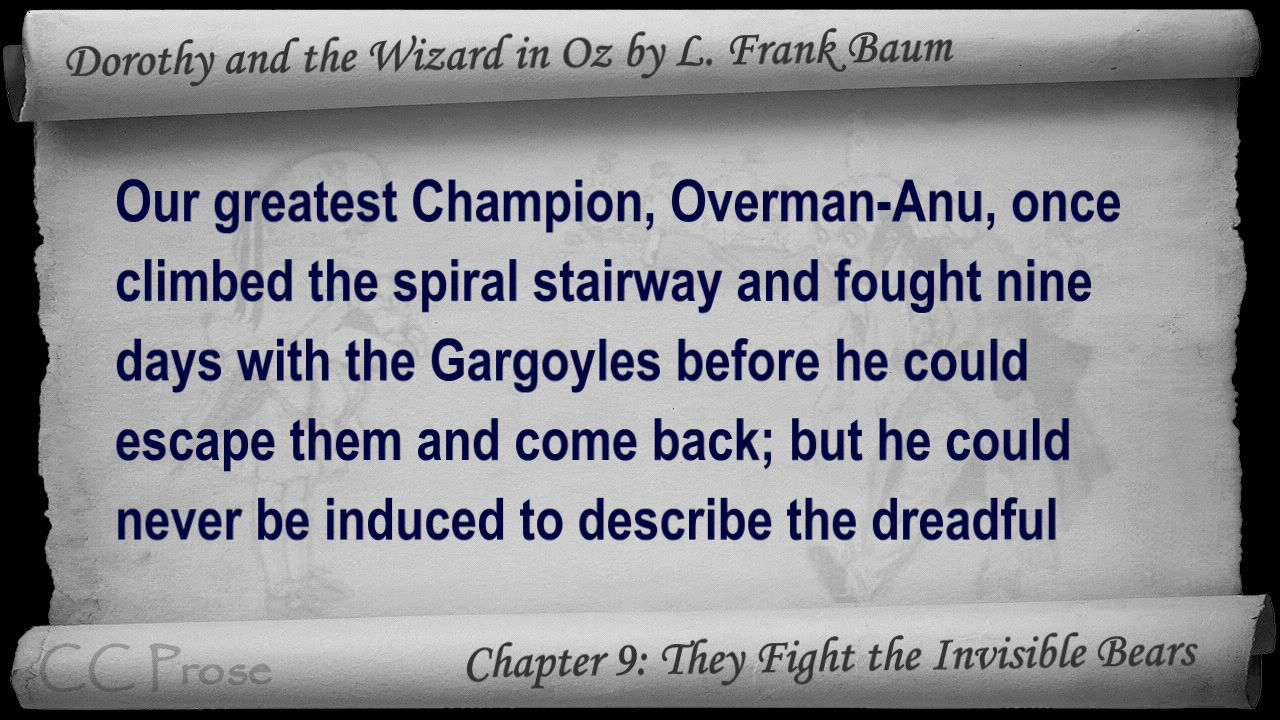 Dorothy and the Wizard in Oz by L. Frank Baum
Our greatest Champion, Overman-Anu, once
climbed the spiral stairway and fought nine
days with the Gargoyles before he could
escape them and come back; but he could
never be induced to describe the dreadful
CC Prose
Chapter 9: They Fight the Invisible Bears